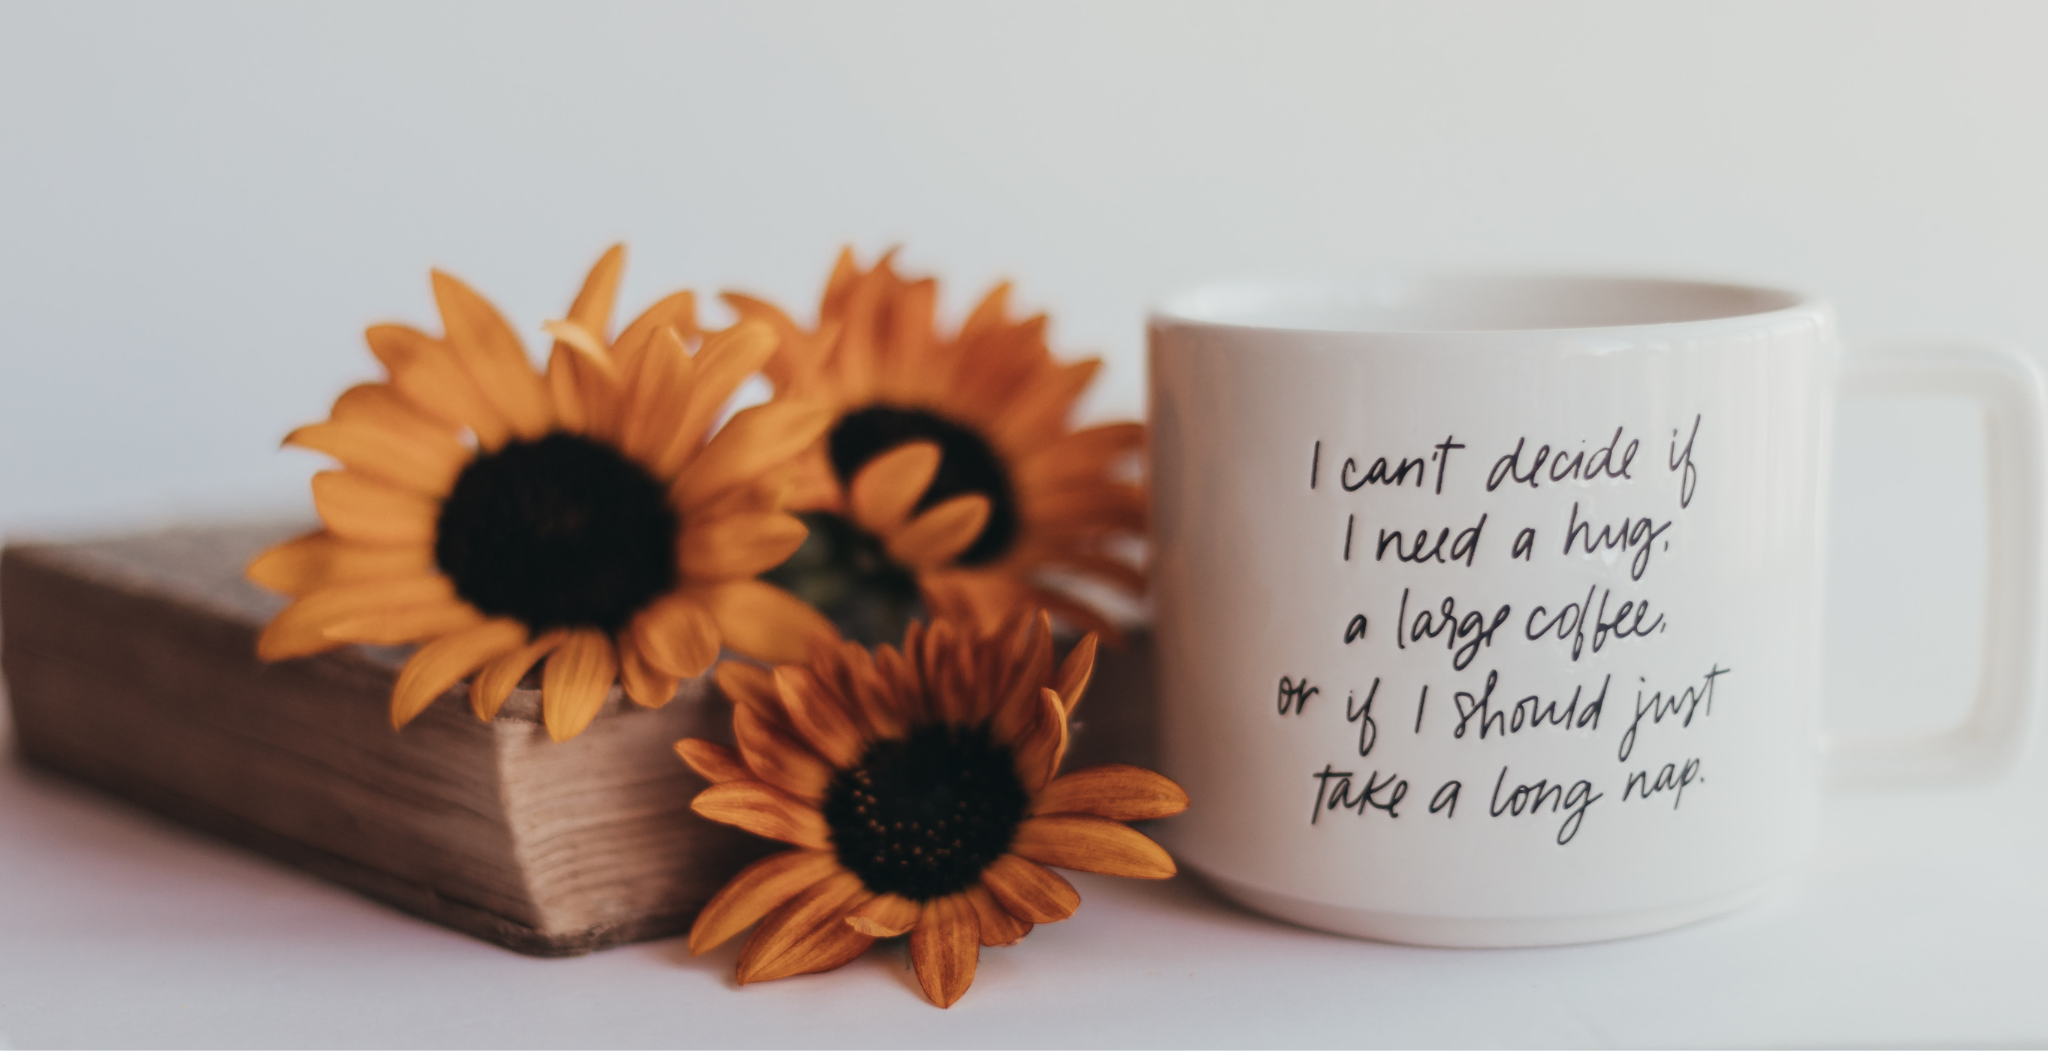 I can't decide if
I need a hug,
a large coffee,
or if I should just
take a long nap.